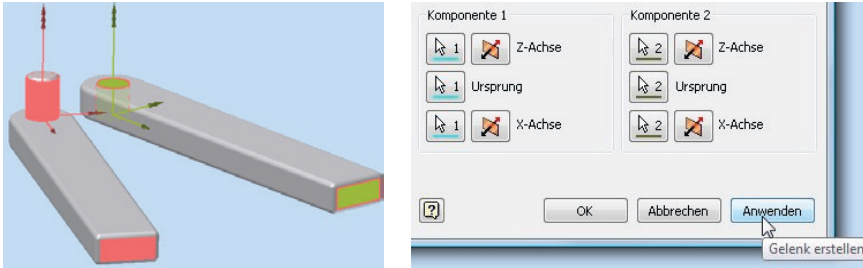 Komponente 1
Komponente 2
1 Z-Achse
2 Z-Achse
1 Ursprung
2 Ursprung
1 X-Achse
2 X-Achse
? OK Abbrechen Anwenden
Gelenk erstellen